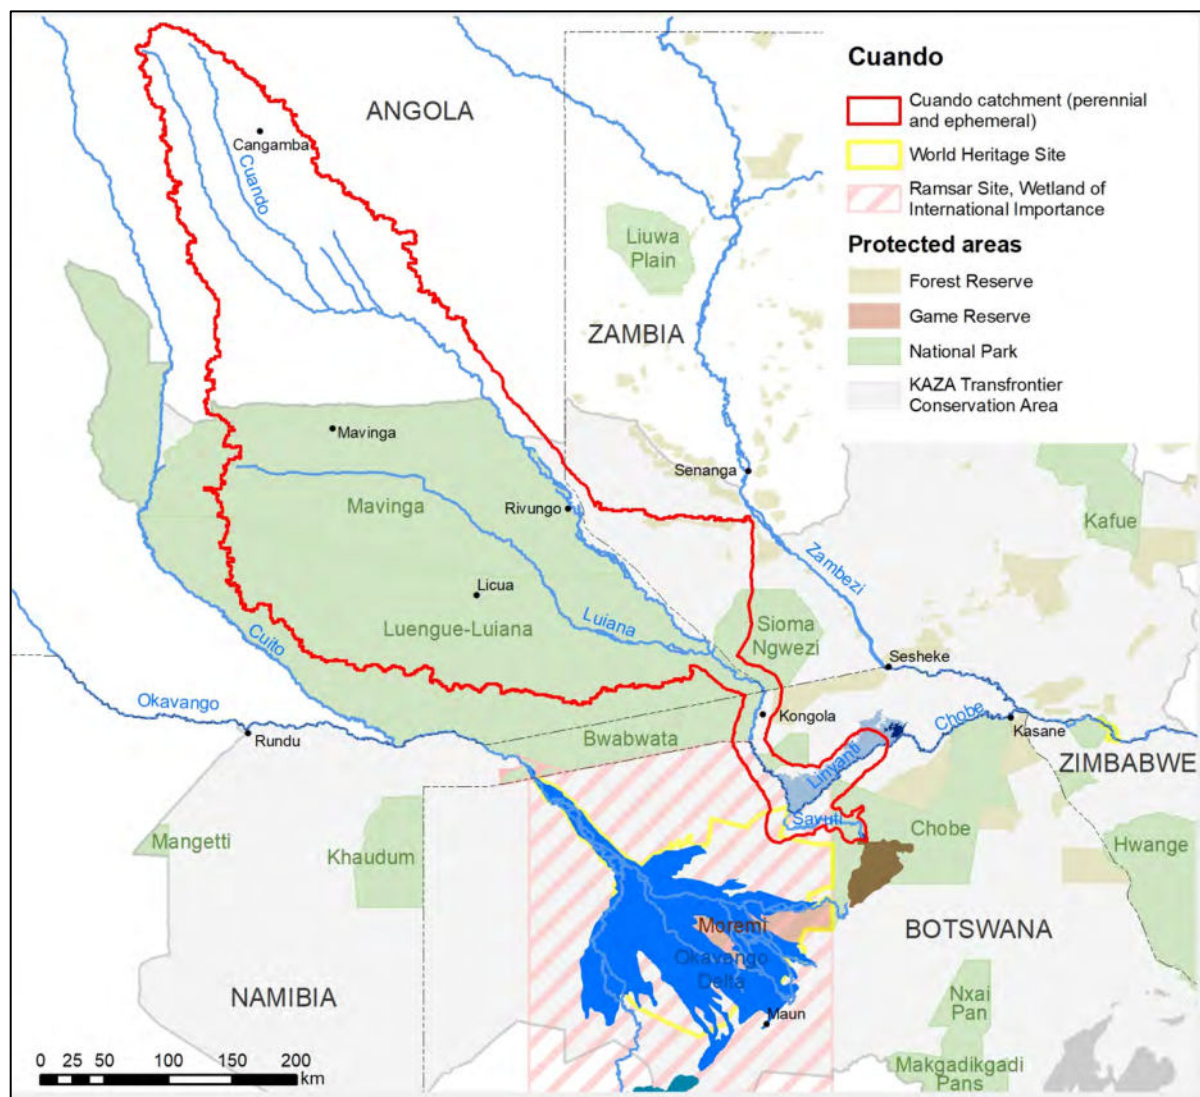 ANGOLA
Cangamba
Cuando
Liuwa
Plain
ZAMBIA
Cuando
Cuando catchment (perennial
and ephemeral)
World Heritage Site
Ramsar Site, Wetland of
International Importance
Protected areas
Forest Reserve
Game Reserve
National Park
KAZA Transfrontier
Conservation Area
Mavinga
Senanga
Mavinga
Rivungo
Kafue
Zambezi
Licua
Luengue-Luiana
Luiana
Sioma
Ngwezi
Cuito
Sesheke
Okavango
Rundu
Bwabwata
Kongola
Chobe
Kasane
ZIMBABWE
Linyanti
Savuti
Mangetti
Khaudum
Chobe
Hwange
Moremi
Okavango
Delta
BOTSWANA
NAMIBIA
Maun
Nxai
Pan
Makgadikgadi
Pans
0 25 50 100 150 200
km